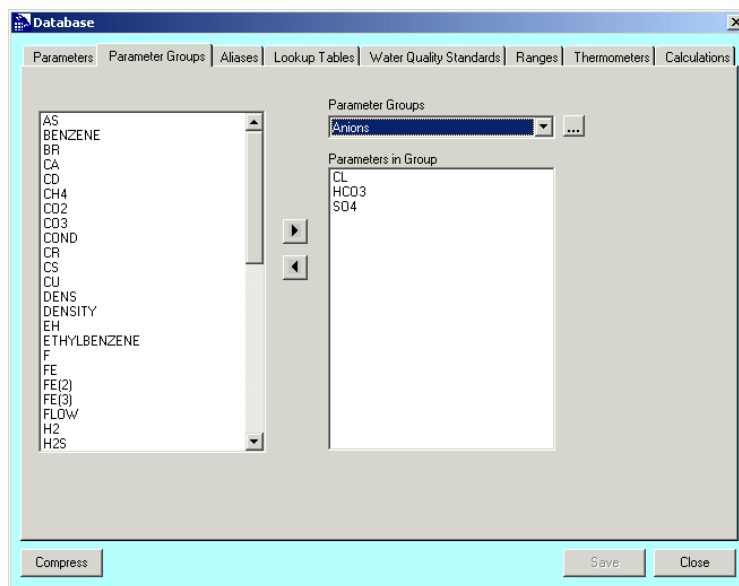 Database
Parameters Parameter Groups Aliases Lookup Tables Water Quality Standards Ranges Thermometers Calculations
Parameter Groups
Anions
...
Parameters in Group
AS
BENZENE
BR
CA
CD
CH4
CO2
CO3
COND
CR
CS
CU
DENS
DENSITY
EH
ETHYLBENZENE
F
FE
FE(2)
FE(3)
FLOW
H2
H2S
CL
HCO3
SO4
Compress
Save
Close